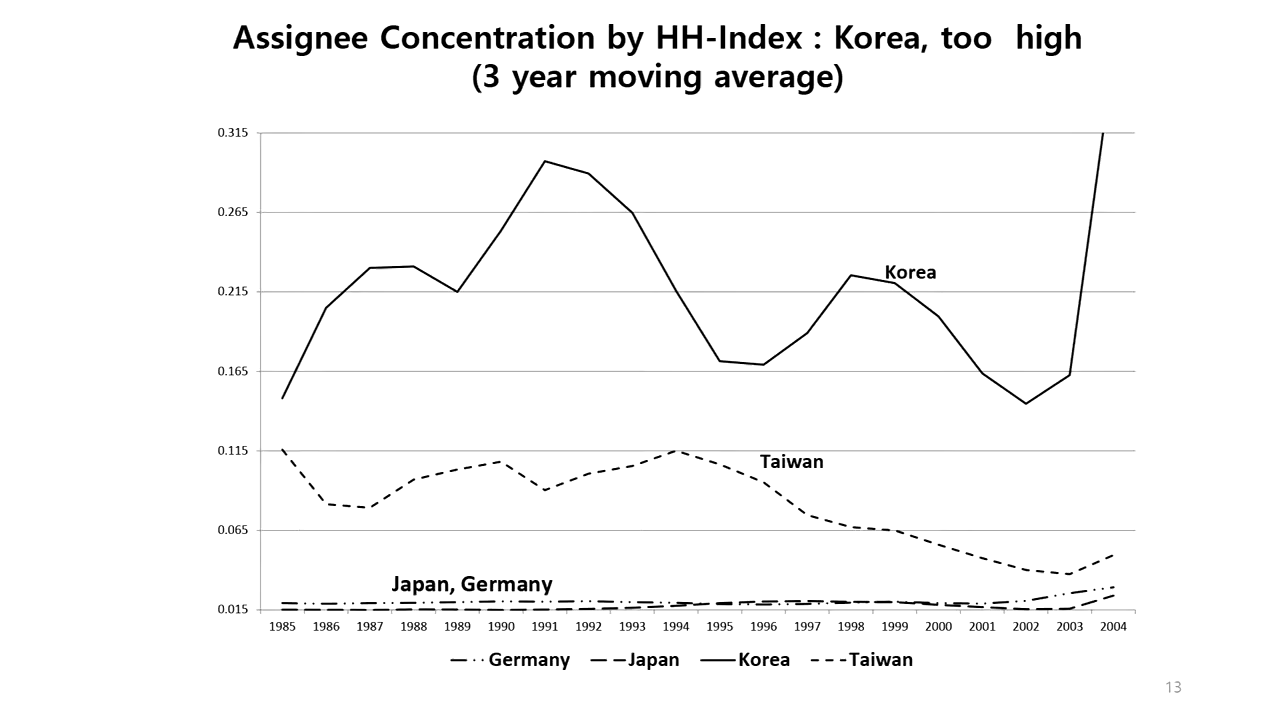 Assignee Concentration by HH-Index : Korea, too high
(3 year moving average)
0.315
0.265
0.215
0.165
0.115
0.065
0.015
Korea
Taiwan
Japan, Germany
1985 1986 1987 1988 1989 1990 1991 1992 1993 1994 1995 1996 1997 1998 1999 2000 2001 2002 2003 2004
Germany Japan Korea Taiwan
13